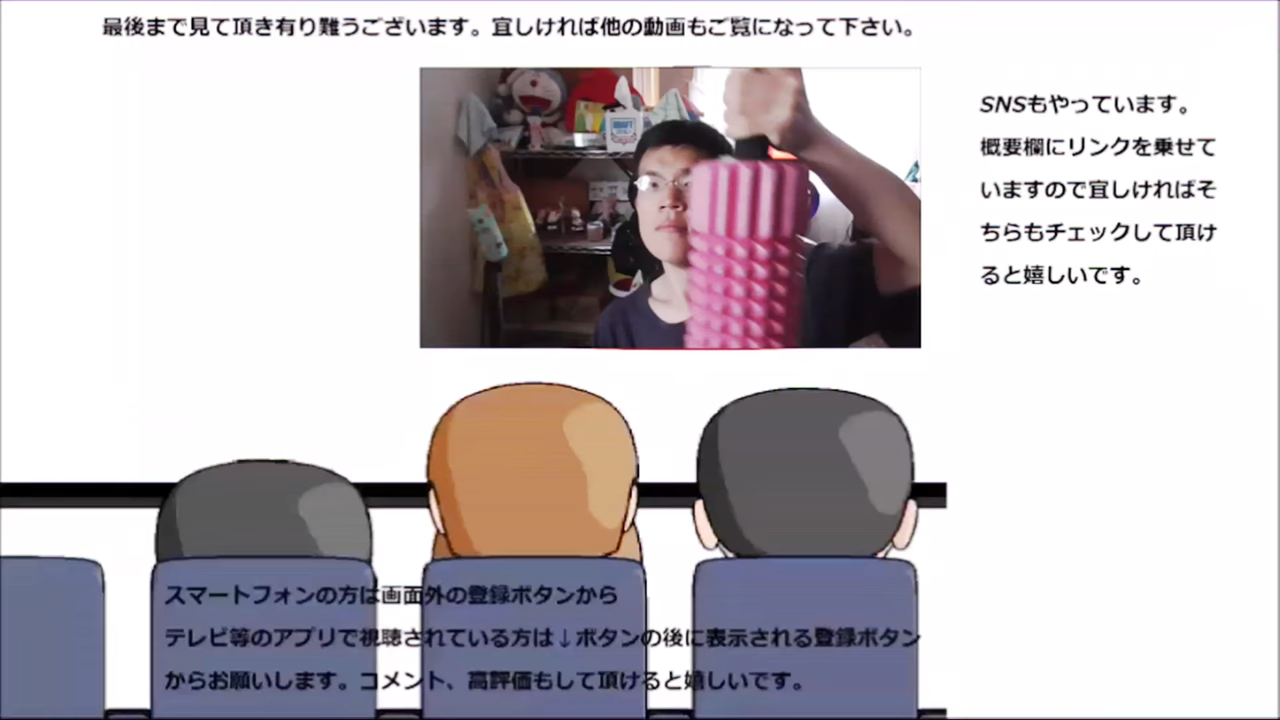 最後まで見て頂き有り難うございます。宜しければ他の動画もご覧になって下さい。
SNSもやっています。
概要欄にリンクを乗せて
いますので宜しければそ
ちらもチェックして頂け
ると嬉しいです。
スマートフォンの方は画面外の登録ボタンから
テレビ等のアプリで視聴されている方は↓ボタンの後に表示される登録ボタン
からお願いします。コメント、高評価もして頂けると嬉しいです。